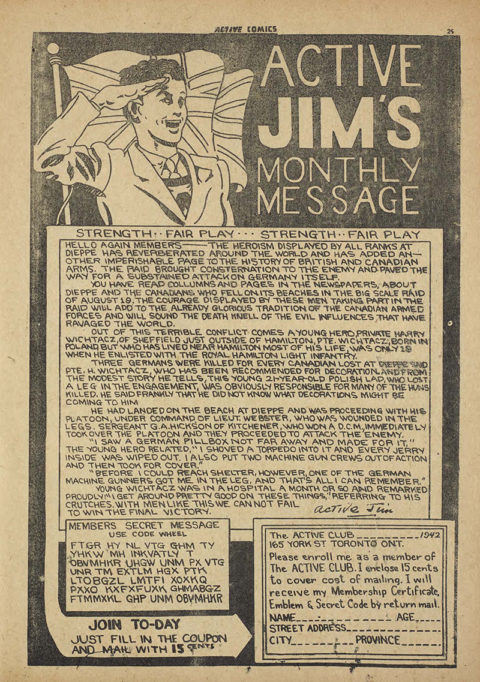 ACTIVE COMICS
25
ACTIVE
JIM'S
MONTHLY
MESSAGE
STRENGTH··FAIR PLAY···STRENGTH··FAIR PLAY
HELLO AGAIN MEMBERS——THE HEROISM DISPLAYED BY ALL RANKS AT
DIEPPE HAS REVERBERATED AROUND THE WORLD AND HAS ADDED AN—
OTHER IMPERISHABLE PAGE TO THE HISTORY OF BRITISH AND CANADIAN
ARMS. THE RAID BROUGHT CONSTERNATION TO THE ENEMY AND PAVED THE
WAY FOR A SUBSTAINED ATTACK ON GERMANY ITSELF.
YOU HAVE READ COLUMNS AND PAGES IN THE NEWSPAPERS, ABOUT
DIEPPE AND THE CANADIANS WHO FELL ON ITS BEACHES IN THE BIG SCALE RAID
OF AUGUST 19. THE COURAGE DISPLAYED BY THESE MEN TAKING PART IN THE
RAID WILL ADD TO THE ALREADY GLORIOUS TRADITION OF THE CANADIAN ARMED
FORCES AND WILL SOUND THE DEATH KNELL OF THE EVIL INFLUENCES THAT HAVE
RAVAGED THE WORLD.
OUT OF THIS TERRIBLE CONFLICT COMES A YOUNG HERO, PRIVATE HARRY
WICHTACZ, OF SHEFFIELD JUST OUTSIDE OF HAMILTON. PTE. WICHTACZ, BORN IN
POLAND BUT WHO HAS LIVED NEAR HAMILTON MOST OF HIS LIFE, WAS ONLY 19
WHEN HE ENLISTED WITH THE ROYAL HAMILTON LIGHT INFANTRY.
THREE GERMANS WERE KILLED FOR EVERY CANADIAN LOST AT DIEPPE AND
PTE. H. WICHTACZ, WHO HAS BEEN RECOMMENDED FOR DECORATION, AND FROM
THE MODEST STORY HE TELLS, THIS YOUNG 21-YEAR-OLD POLISH LAD, WHO LOST
A LEG IN THE ENGAGEMENT, WAS OBVIOUSLY RESPONSIBLE FOR MANY OF THE HUNS
KILLED. HE SAID FRANKLY THAT HE DID NOT KNOW WHAT DECORATIONS MIGHT BE
COMING TO HIM
HE HAD LANDED ON THE BEACH AT DIEPPE AND WAS PROCEEDING WITH HIS
PLATOON, UNDER COMMAND OF LIEUT. WEBSTER, WHO WAS WOUNDED IN THE
LEGS. SERGEANT G.A. HICKSON OF KITCHENER, WHO WON A D.C.M, IMMEDIATELY
TOOK OVER THE PLATOON AND THEY PROCEEDED TO ATTACK THE ENEMY.
"I SAW A GERMAN PILLBOX NOT FAR AWAY AND MADE FOR IT,"
THE YOUNG HERO RELATED, "I SHOVED A TORPEDO INTO IT AND EVERY JERRY
INSIDE WAS WIPED OUT. I ALSO PUT TWO MACHINE GUN CREWS OUT OF ACTION
AND THEN TOOK FOR COVER."
"BEFORE I COULD REACH SHELTER, HOWEVER, ONE OF THE GERMAN
MACHINE GUNNERS GOT ME IN THE LEG, AND THAT'S ALL I CAN REMEMBER."
YOUNG WICHTACZ WAS IN A HOSPITAL A MONTH OR SO AND REMARKED
PROUDLY: "I GET AROUND PRETTY GOOD ON THESE THINGS," REFERRING TO HIS
CRUTCHES. WITH MEN LIKE THIS WE CAN NOT FAIL
TO WIN THE FINAL VICTORY.
Active Jim
MEMBERS SECRET MESSAGE
USE CODE WHEEL
FTGR HY NL VTG GHM TY
YHKW MH INKVATLY T
OBVMHKR UHGW UNM PX VTG
UNR TM EXTLM HGX PTK
LTOBGZL LMTFI XOXKQ
PXXO KXFXFUXK GHMABGZ
FTMMXKL GHP UNM OBVMHKR
JOIN TO-DAY
JUST FILL IN THE COUPON
AND MAIL WITH 15 CENTS
The ACTIVE CLUB 1942
165 YORK ST TORONTO ONT.
Please enroll me as a member of
The ACTIVE CLUB. I enclose 15 cents
to cover cost of mailing. I will
receive my Membership Certificate,
Emblem & Secret Code by return mail.
NAME AGE
STREET ADDRESS
CITY PROVINCE